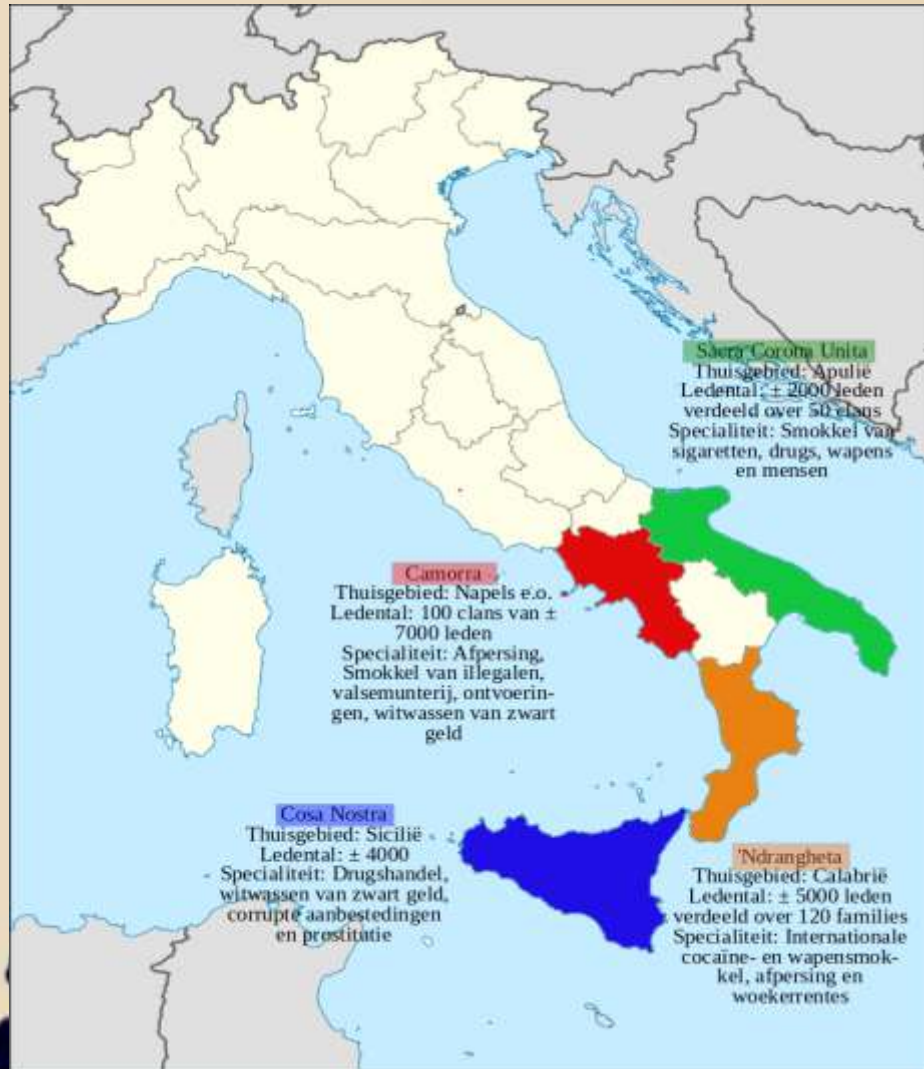 Sacra Corona Unita
Thuisgebied: Apulië
Ledental: ± 2000 leden
verdeeld over 50 clans
Specialiteit: Smokkel van
sigaretten, drugs, wapens
en mensen
Camorra
Thuisgebied: Napels e.o.
Ledental: 100 clans van ±
7000 leden
Specialiteit: Afpersing,
Smokkel van illegalen,
valsemunterij, ontvoerin-
gen, witwassen van zwart
geld
Cosa Nostra
Thuisgebied: Sicilië
Ledental: ± 4000
Specialiteit: Drugshandel,
witwassen van zwart geld,
corrupte aanbestedingen
en prostitutie
'Ndrangheta
Thuisgebied: Calabrië
Ledental: ± 5000 leden
verdeeld over 120 families
Specialiteit: Internationale
cocaïne- en wapensmok-
kel, afpersing en
woekerrentes